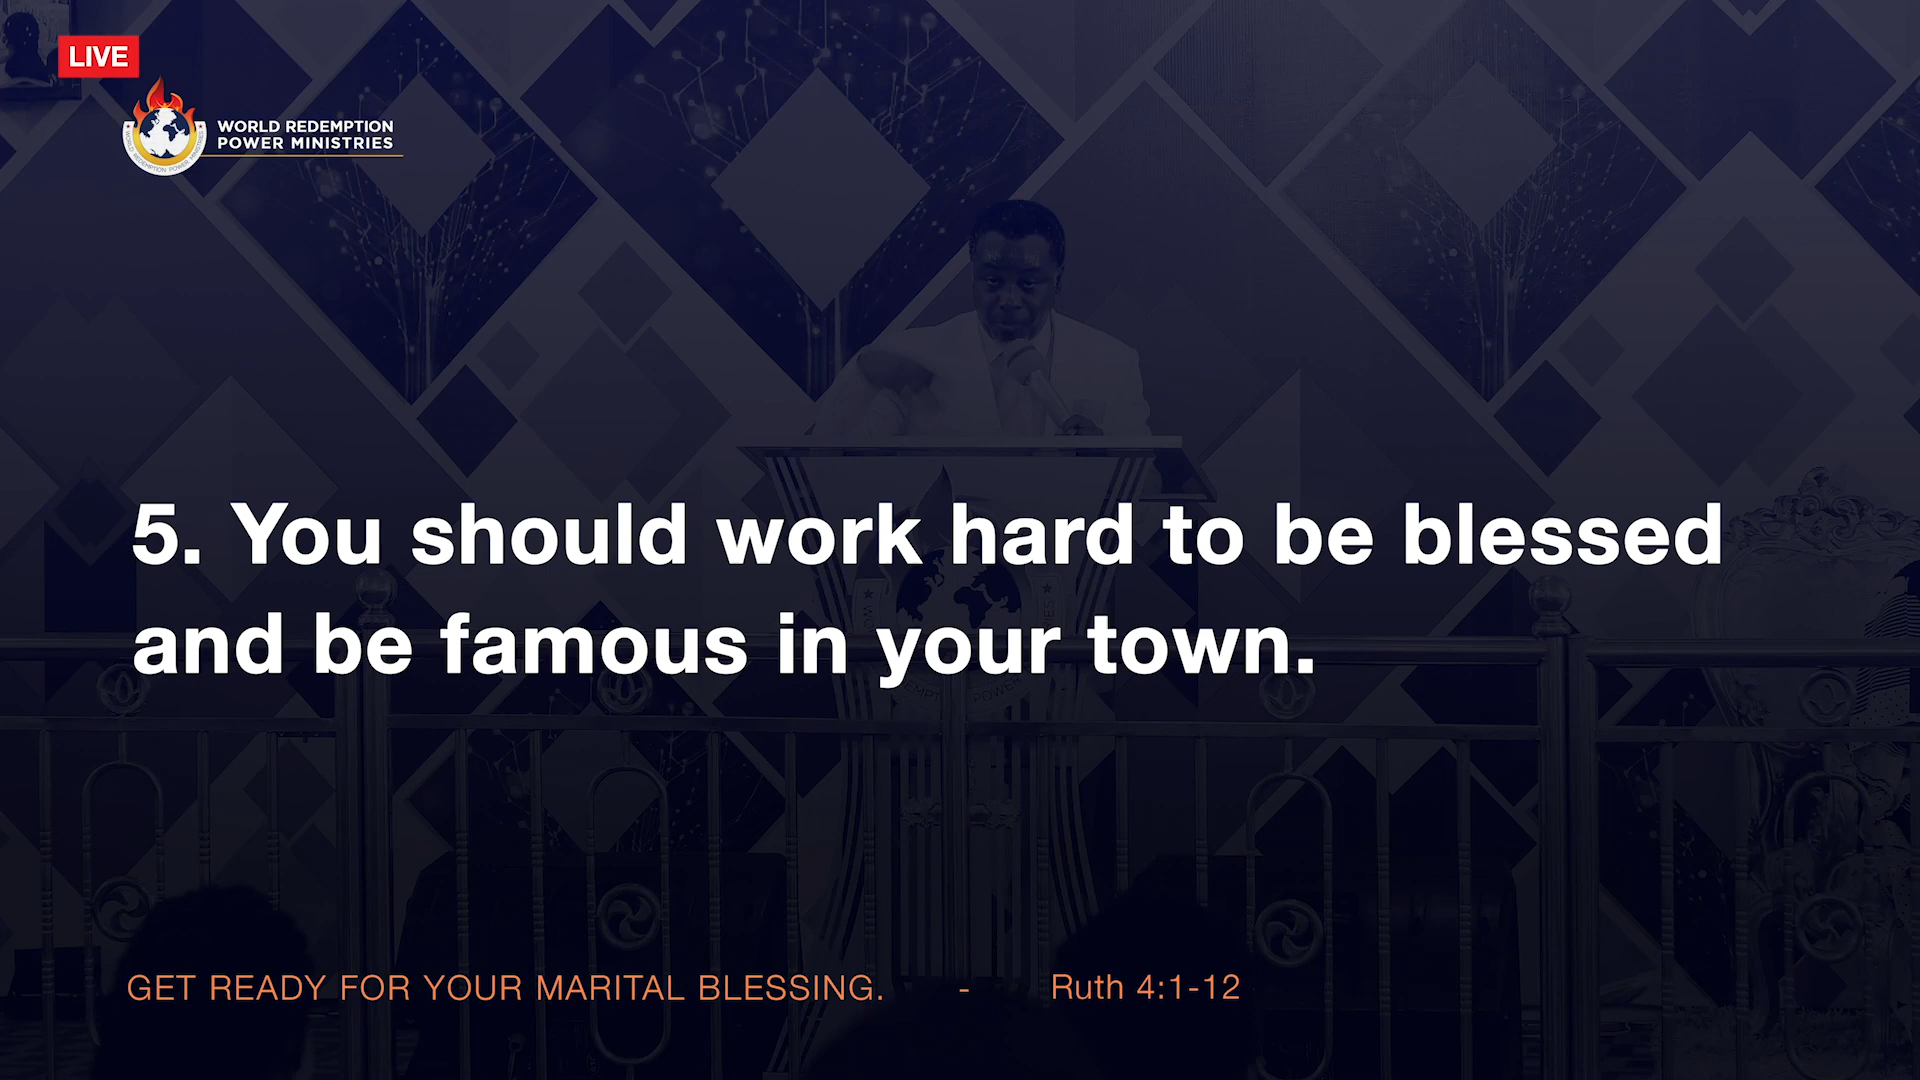 LIVE
WORLD REDEMPTION
POWER MINISTRIES
5. You should work hard to be blessed
and be famous in your town.
GET READY FOR YOUR MARITAL BLESSING. - Ruth 4:1-12